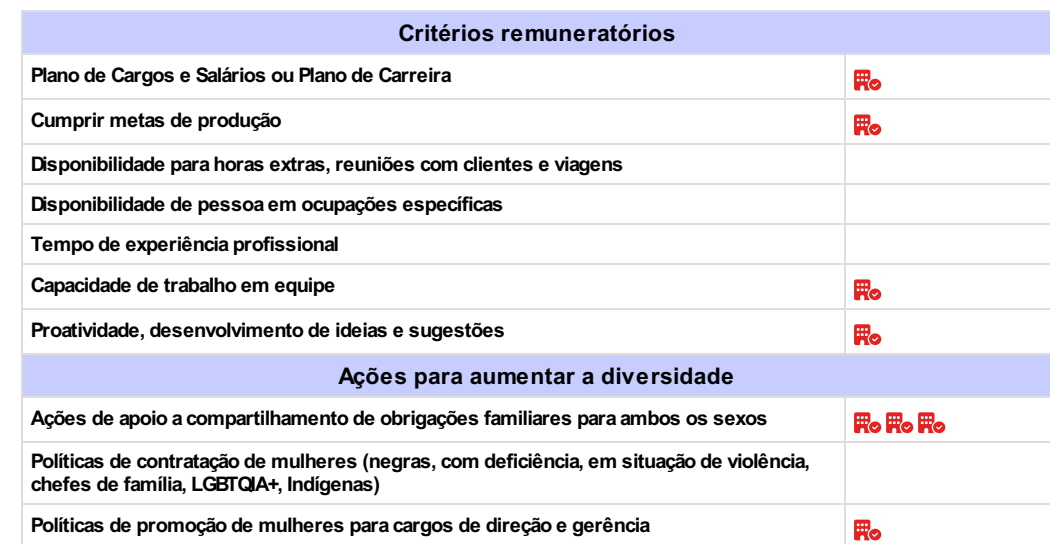 Critérios remuneratórios
Plano de Cargos e Salários ou Plano de Carreira
Cumprir metas de produção
Disponibilidade para horas extras, reuniões com clientes e viagens
Disponibilidade de pessoa em ocupações específicas
Tempo de experiência profissional
Capacidade de trabalho em equipe
Proatividade, desenvolvimento de ideias e sugestões
Ações para aumentar a diversidade
Ações de apoio a compartilhamento de obrigações familiares para ambos os sexos
Políticas de contratação de mulheres (negras, com deficiência, em situação de violência,
chefes de família, LGBTQIA+, Indígenas)
Políticas de promoção de mulheres para cargos de direção e gerência